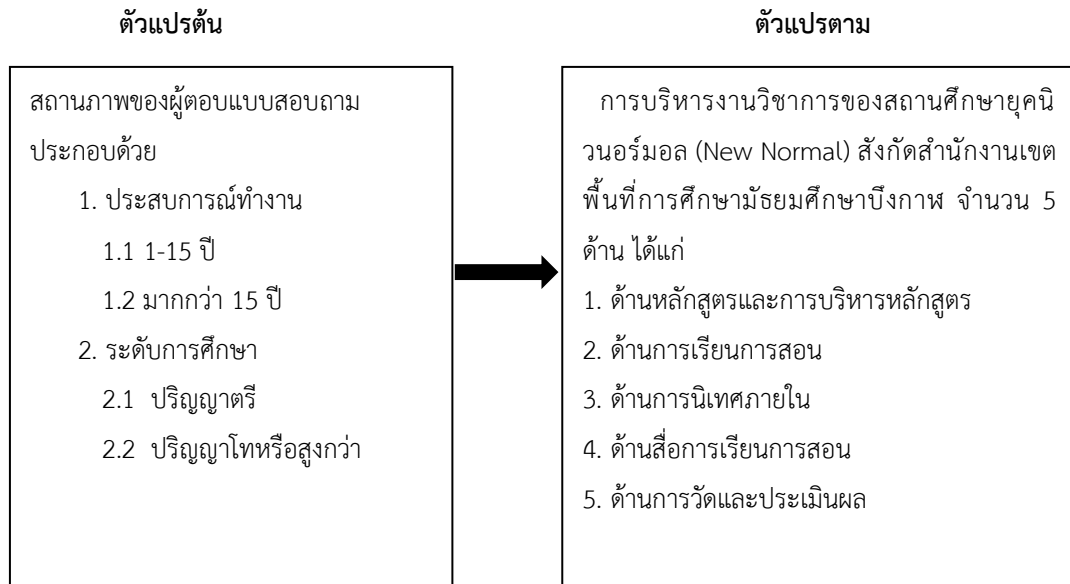 ตัวแปรต้น
สถานภาพของผู้ตอบแบบสอบถาม
ประกอบด้วย
1. ประสบการณ์ทำงาน
1.1 1-15 ปี
1.2 มากกว่า 15 ปี
2. ระดับการศึกษา
2.1 ปริญญาตรี
2.2 ปริญญาโทหรือสูงกว่า
ตัวแปรตาม
การบริหารงานวิชาการของสถานศึกษายุคนิ
วนอร์มอล (New Normal) สังกัดสำนักงานเขต
พื้นที่การศึกษามัธยมศึกษาบึงกาฬ จำนวน 5
ด้าน ได้แก่
1. ด้านหลักสูตรและการบริหารหลักสูตร
2. ด้านการเรียนการสอน
3. ด้านการนิเทศภายใน
4. ด้านสื่อการเรียนการสอน
5. ด้านการวัดและประเมินผล